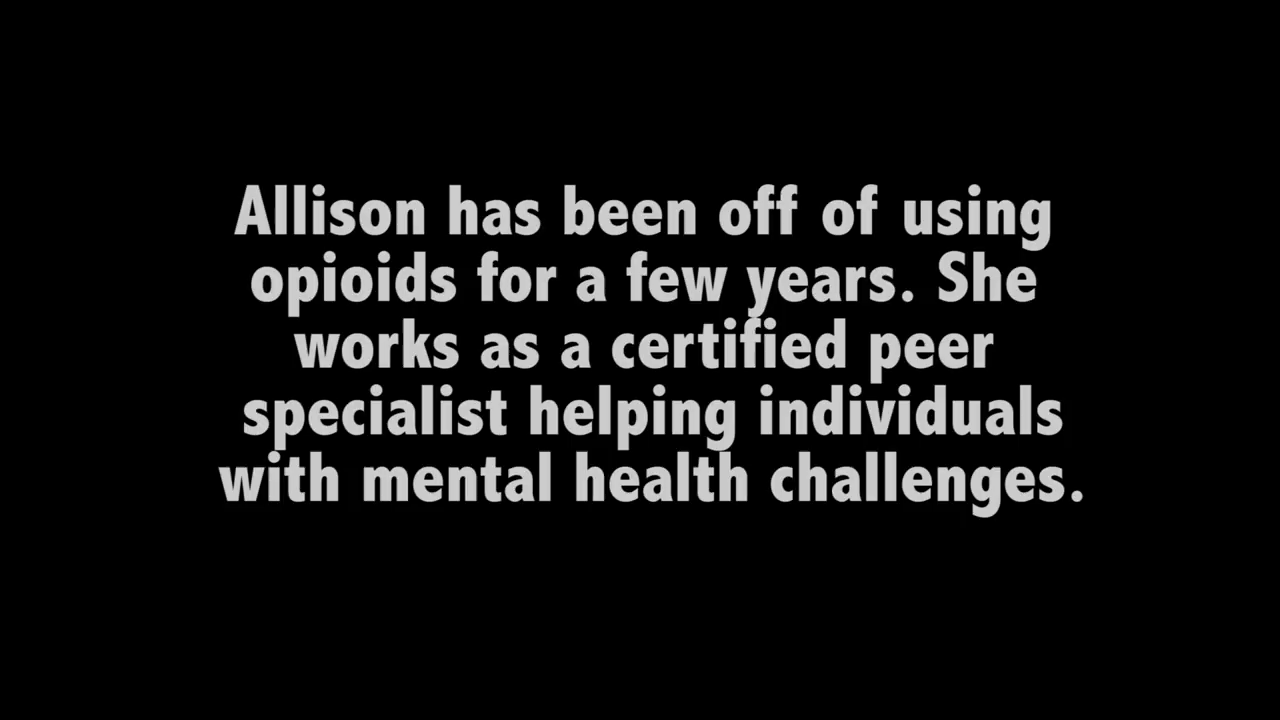 Allison has been off of using
opioids for a few years. She
works as a certified peer
specialist helping individuals
with mental health challenges.